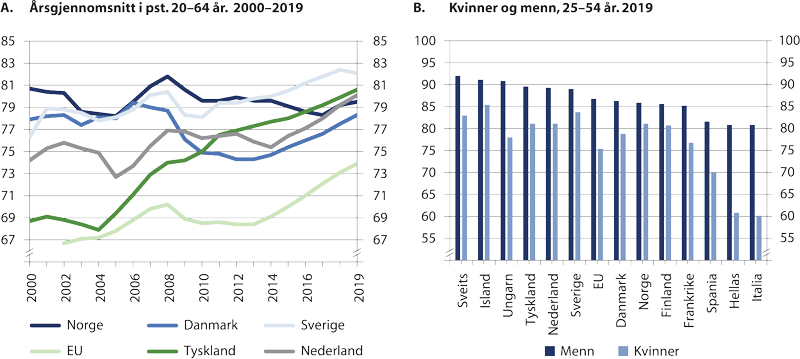 A. Årsgjennomsnitt i pst. 20–64 år. 2000–2019
85 85
83 83
81 81
79 79
77 77
75 75
73 73
71 71
69 69
67 67
2000 2002 2004 2006 2008 2010 2012 2014 2016 2019
Norge Danmark Sverige
EU Tyskland Nederland
B. Kvinner og menn, 25–54 år. 2019
100 100
95 95
90 90
85 85
80 80
75 75
70 70
65 65
60 60
55 55
Sveits Island Ungarn Tyskland Nederland Sverige EU Danmark Norge Finland Frankrike Spania Hellas Italia
Menn Kvinner